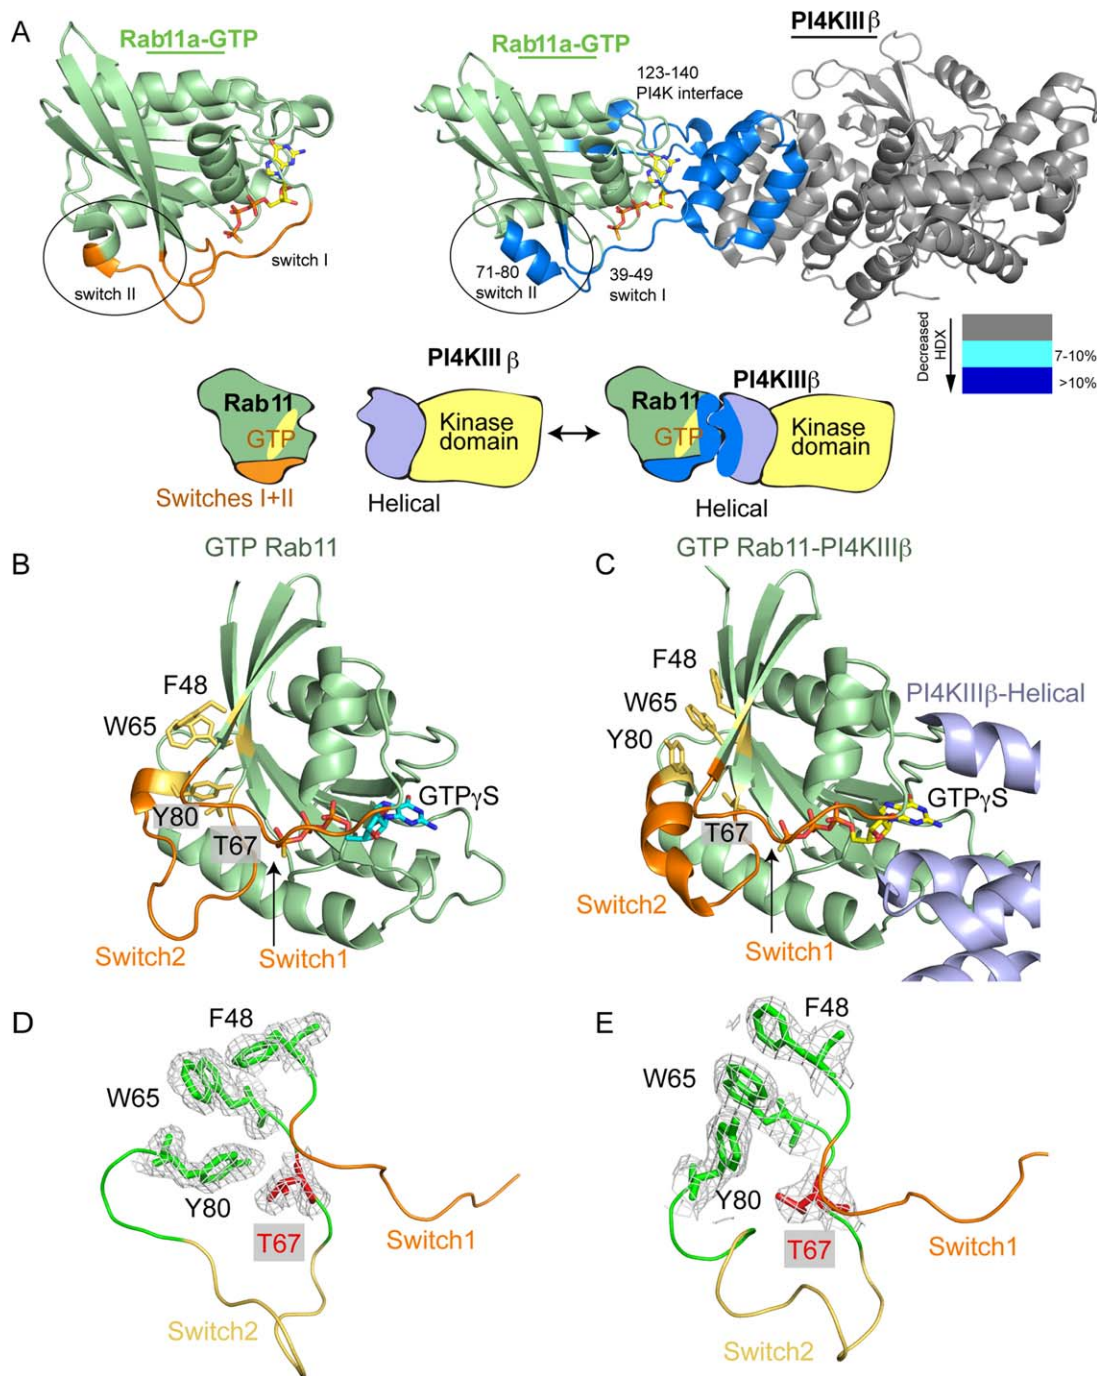 A
Rab11a-GTP
switch II
switch I
Rab11a-GTP
PI4KIIIβ
123-140
PI4K interface
71-80
switch II
39-49
switch I
Decreased
HDX
7-10%
>10%
Rab11
GTP
Switches I+II
PI4KIII β
Kinase
domain
Helical
PI4KIIIβ
Rab11
GTP
Kinase
domain
Helical
B
GTP Rab11
F48
W65
Y80
T67
GTPγS
Switch2
Switch1
C
GTP Rab11-PI4KIIIβ
F48
W65
Y80
PI4KIIIβ-Helical
GTPγS
T67
Switch2
Switch1
D
F48
W65
Y80
T67
Switch1
Switch2
E
F48
W65
Y80
T67
Switch1
Switch2